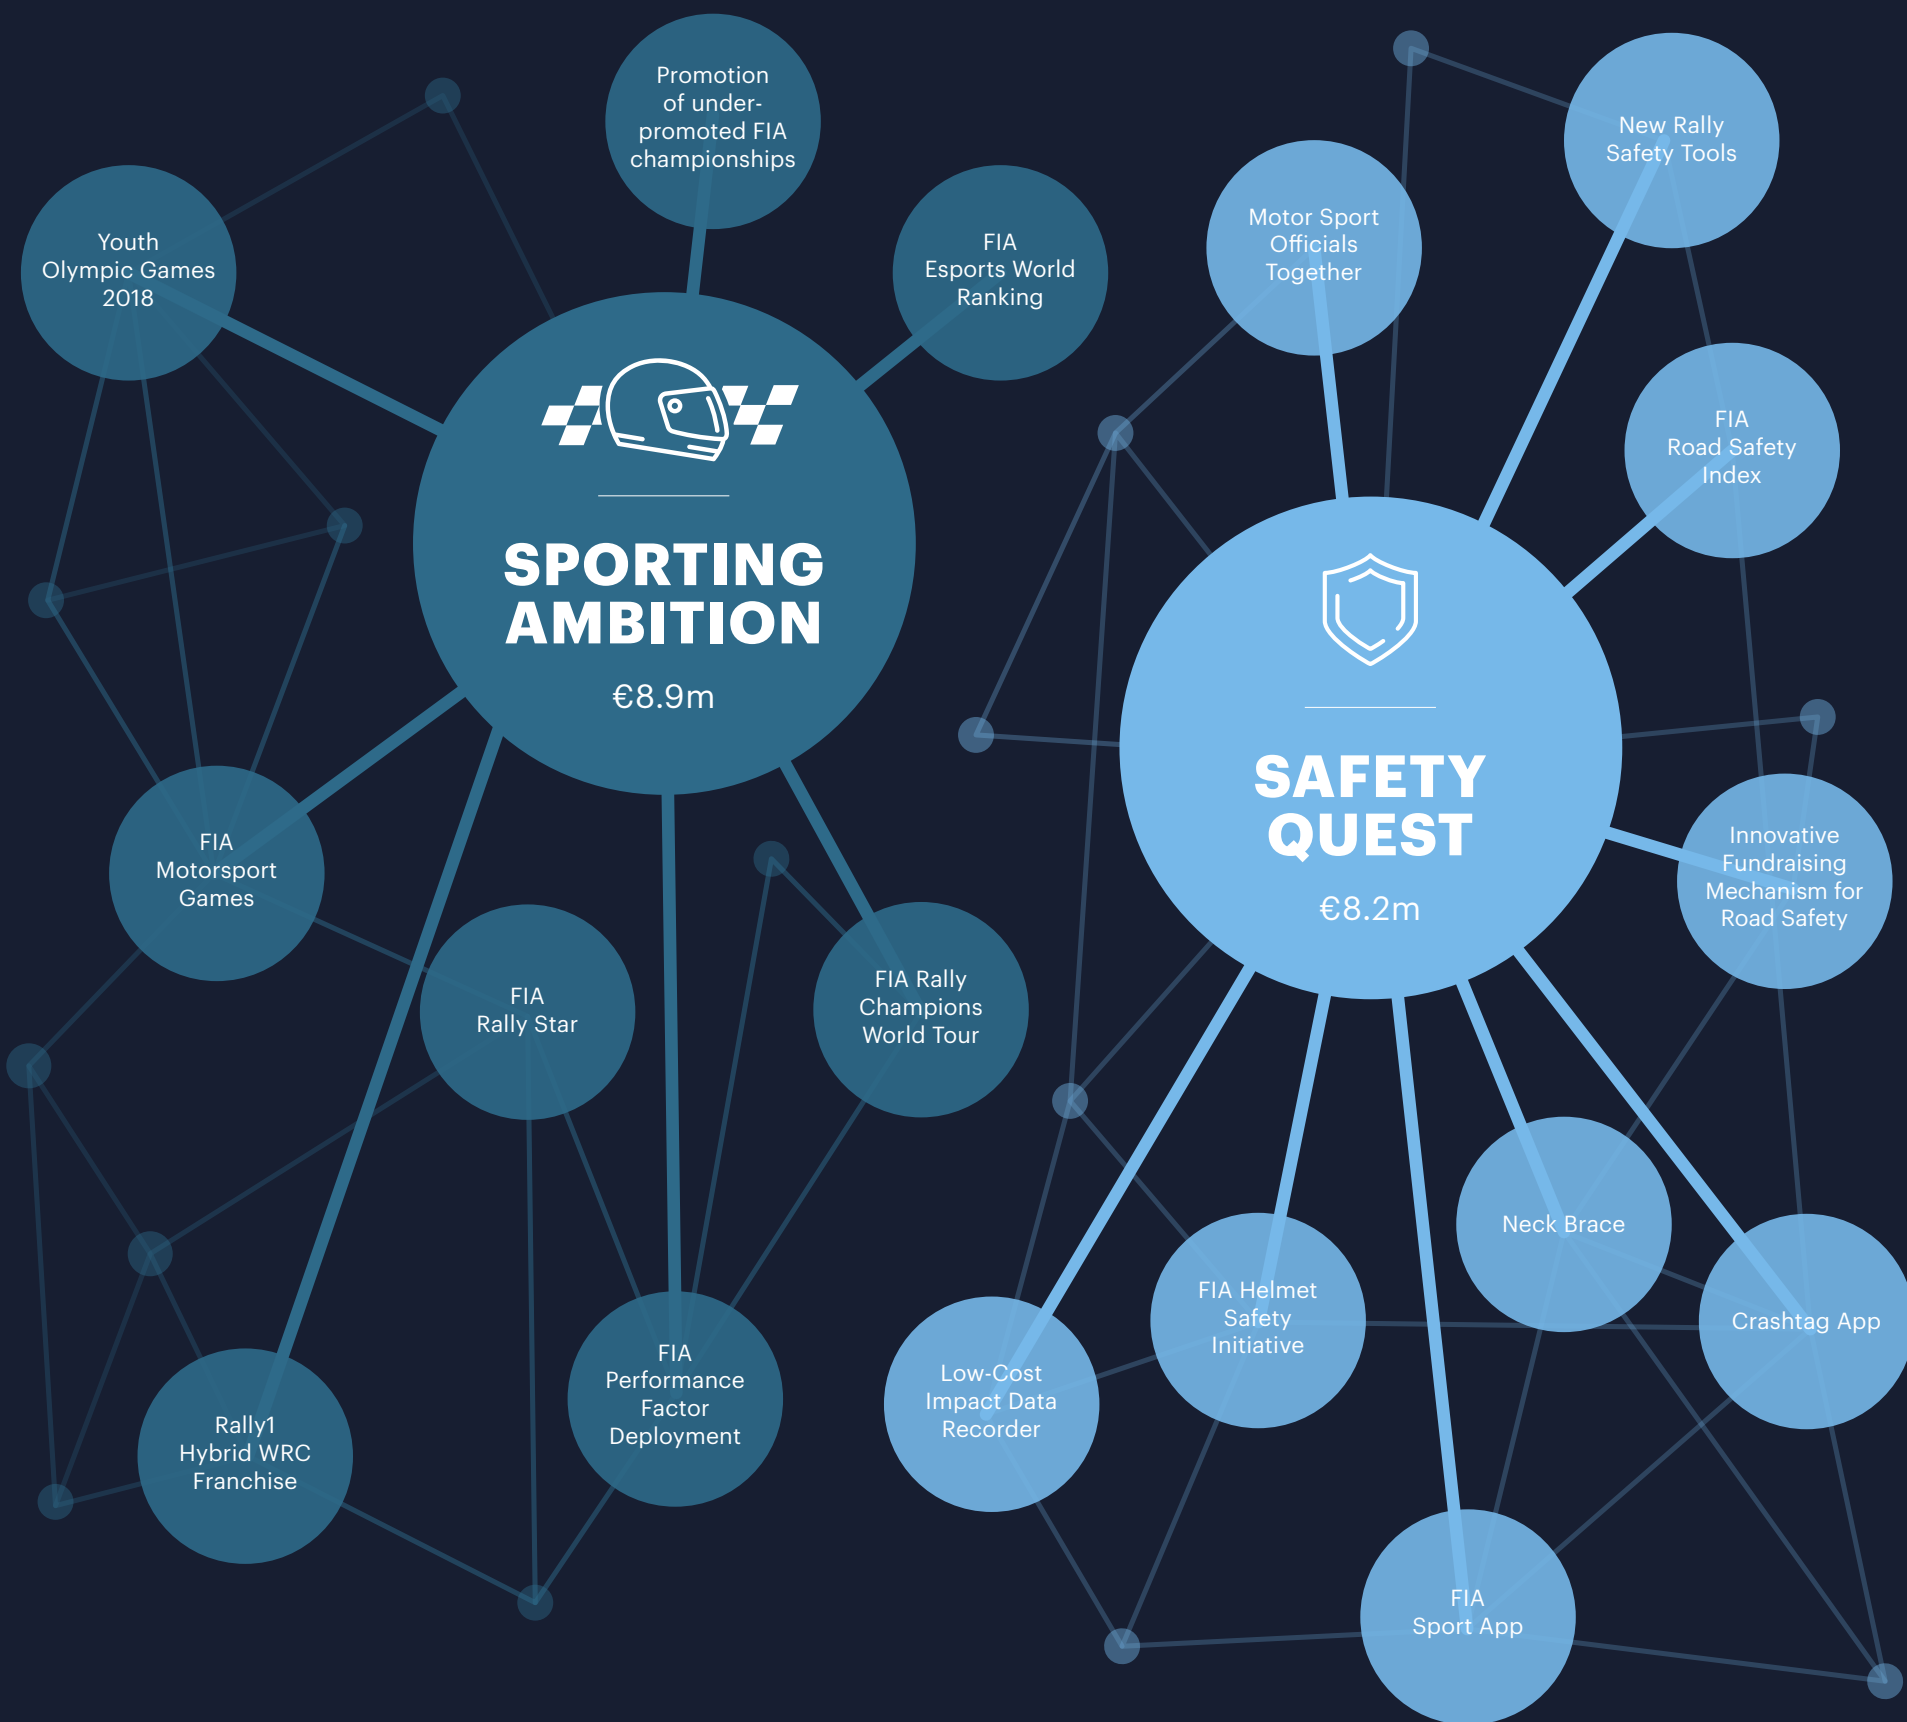 Promotion
of under-
promoted FIA
championships
Youth
Olympic Games
2018
FIA
Esports World
Ranking
SPORTING
AMBITION
€8.9m
FIA
Motorsport
Games
FIA
Rally Star
FIA Rally
Champions
World Tour
Rally1
Hybrid WRC
Franchise
FIA
Performance
Factor
Deployment
New Rally
Safety Tools
Motor Sport
Officials
Together
FIA
Road Safety
Index
SAFETY
QUEST
€8.2m
Innovative
Fundraising
Mechanism for
Road Safety
Neck Brace
FIA Helmet
Safety
Initiative
Crashtag App
Low-Cost
Impact Data
Recorder
FIA
Sport App